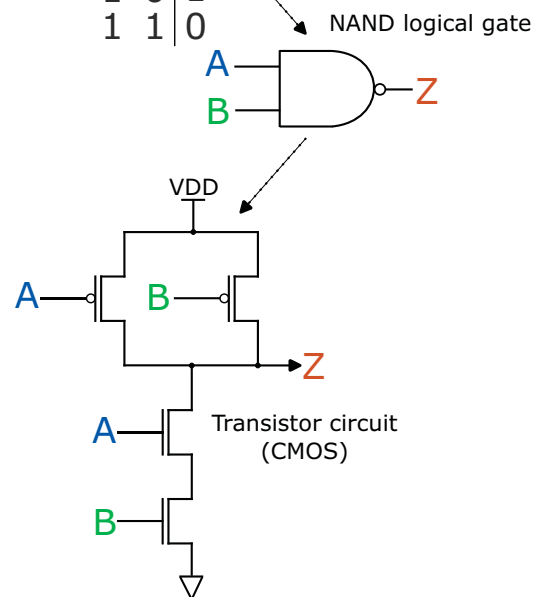 1 1 0
NAND logical gate
A
B
Z
VDD
A
B
Z
A
Transistor circuit
(CMOS)
B